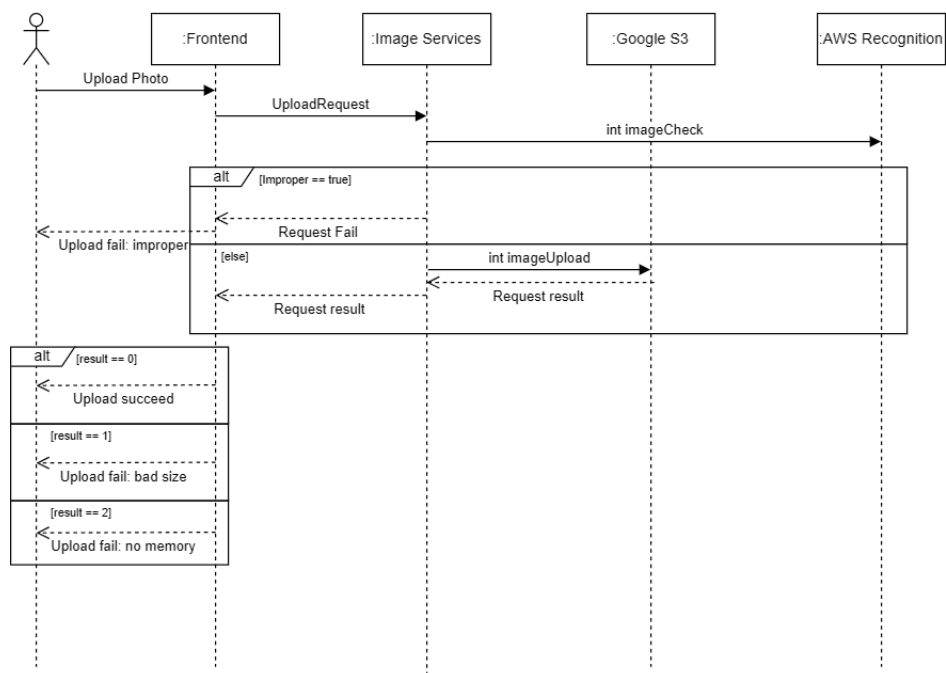 :Frontend
:Image Services
:Google S3
:AWS Recognition
Upload Photo
UploadRequest
int imageCheck
alt
[Improper == true]
Request Fail
Upload fail: improper
[else]
int imageUpload
Request result
Request result
alt
[result == 0]
Upload succeed
[result == 1]
Upload fail: bad size
[result == 2]
Upload fail: no memory